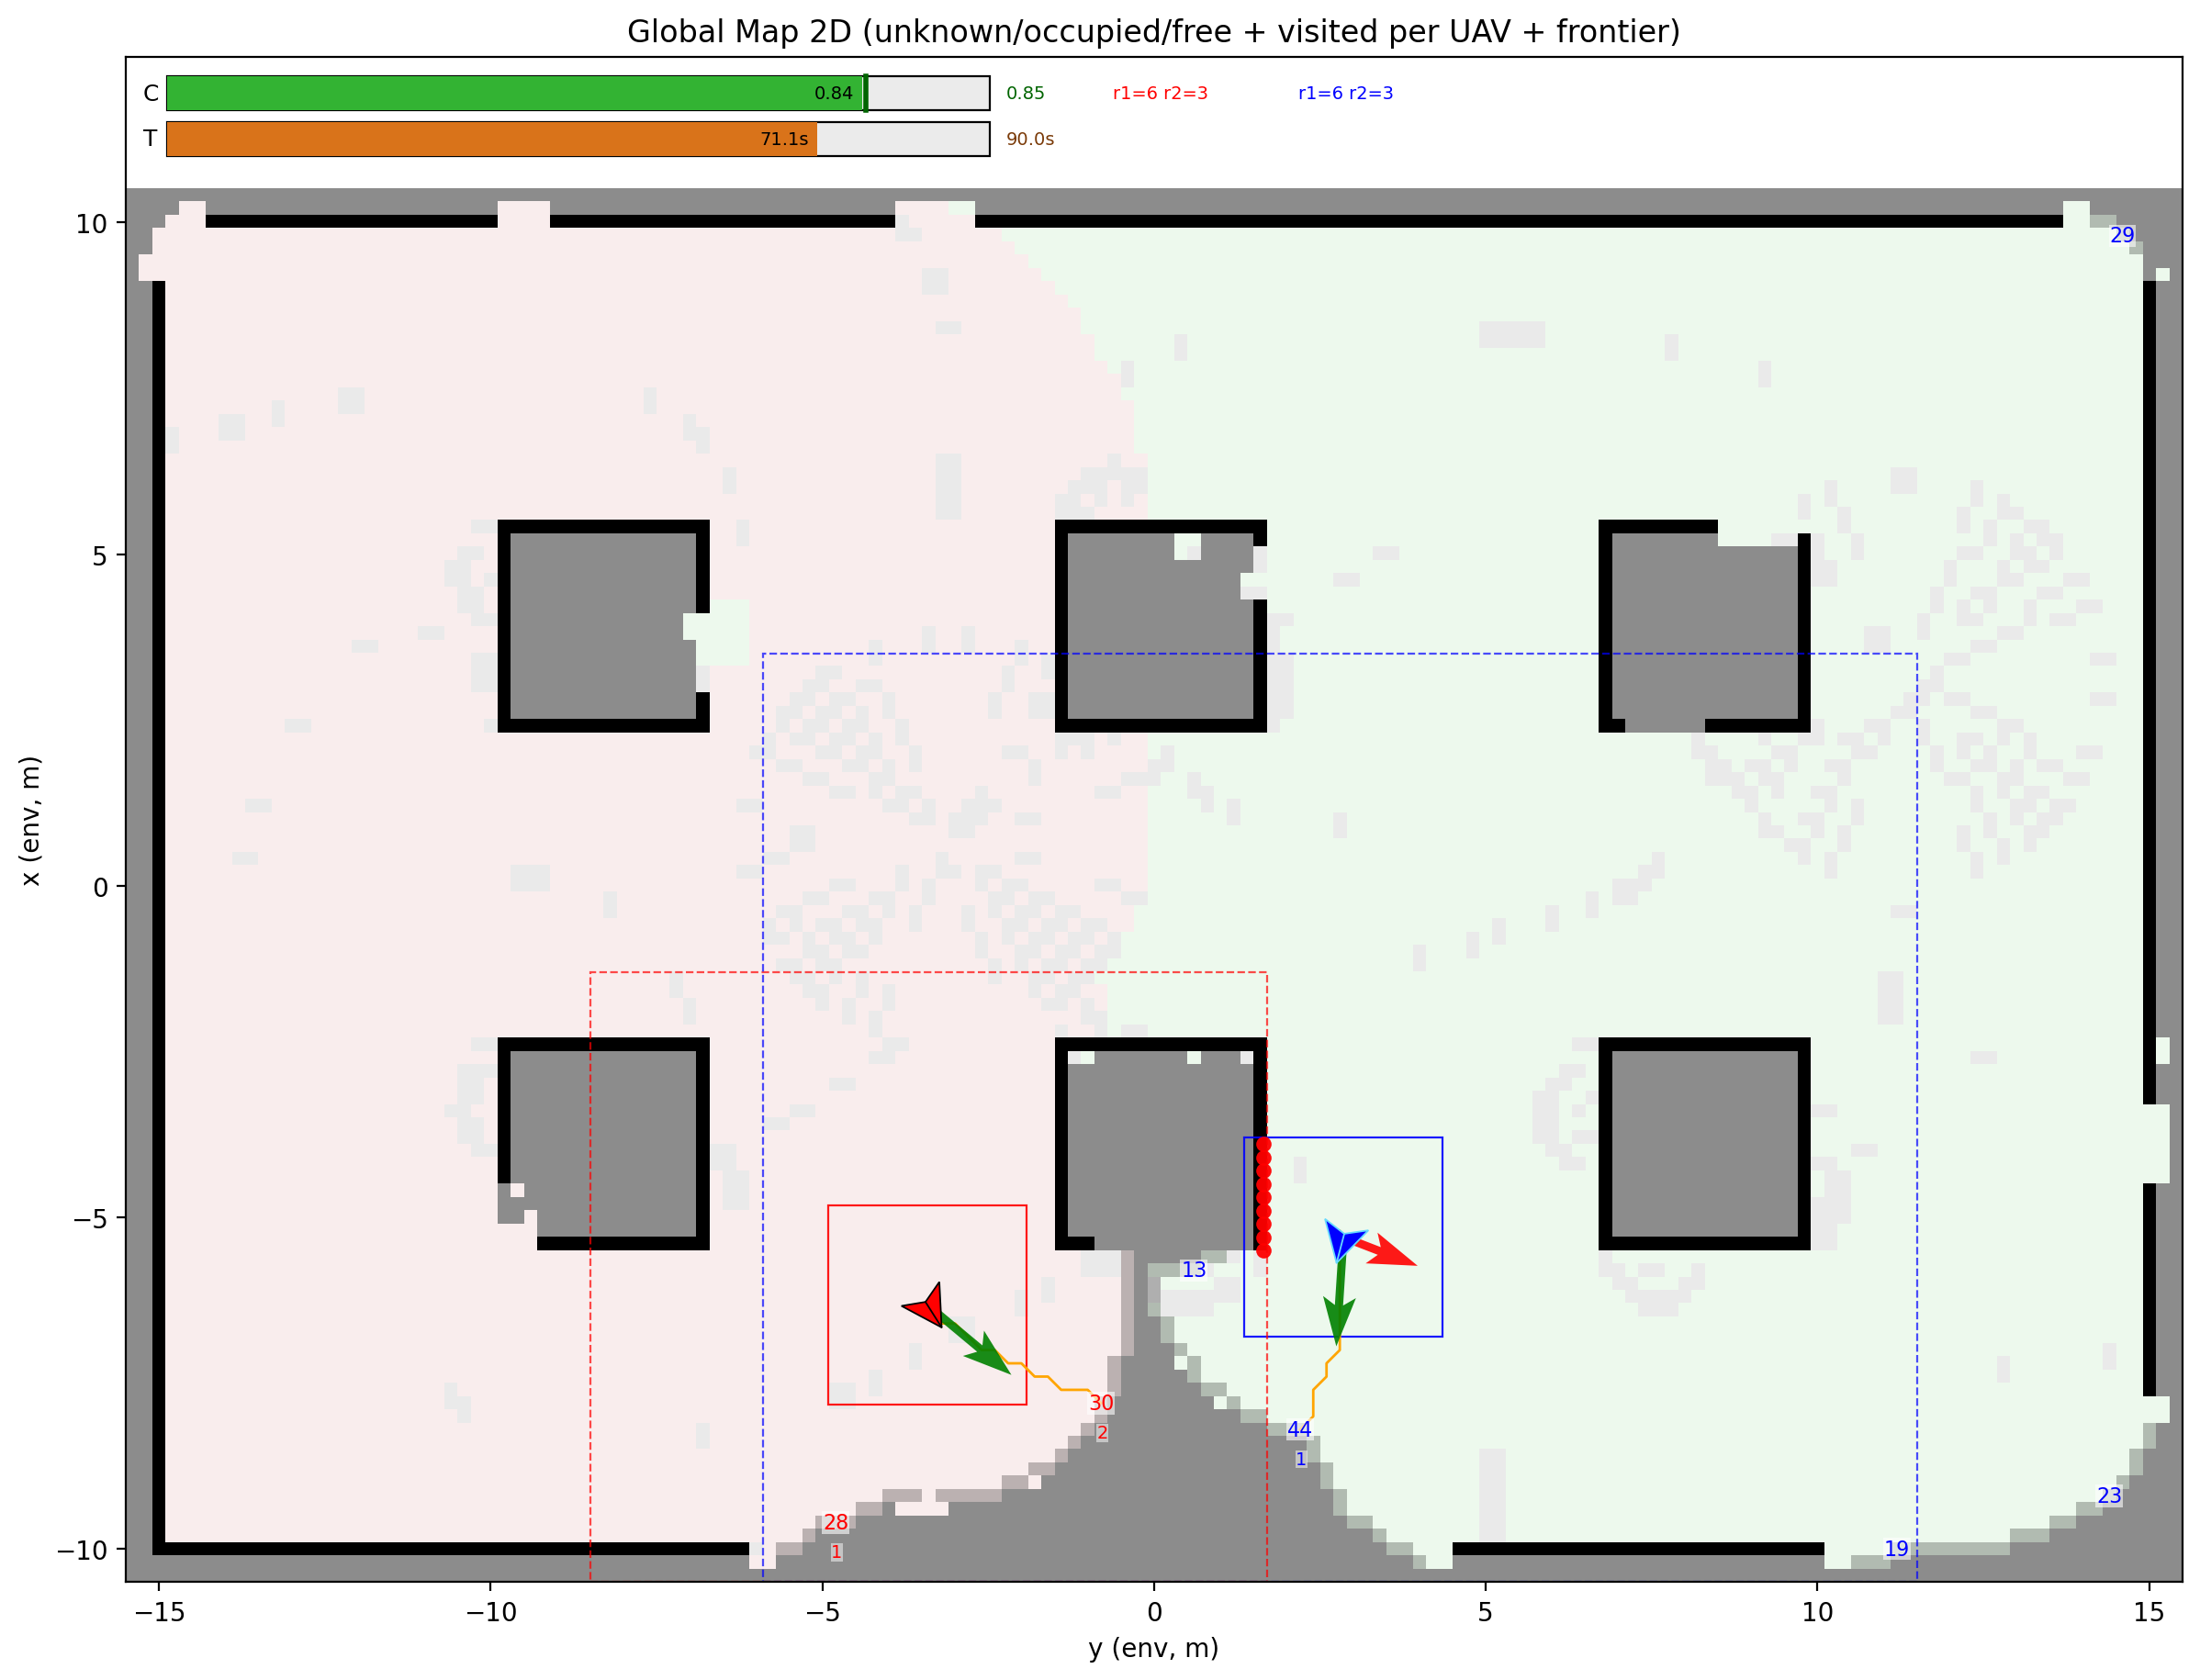 Global Map 2D (unknown/occupied/free + visited per UAV + frontier)
C 0.84 0.85 r1=6 r2=3 r1=6 r2=3
T 71.1s 90.0s
29
10
5
x (env, m)
0
−5
13
30
2
44
1
28
1
23
19
−10
−15 −10 −5 0 5 10 15
y (env, m)